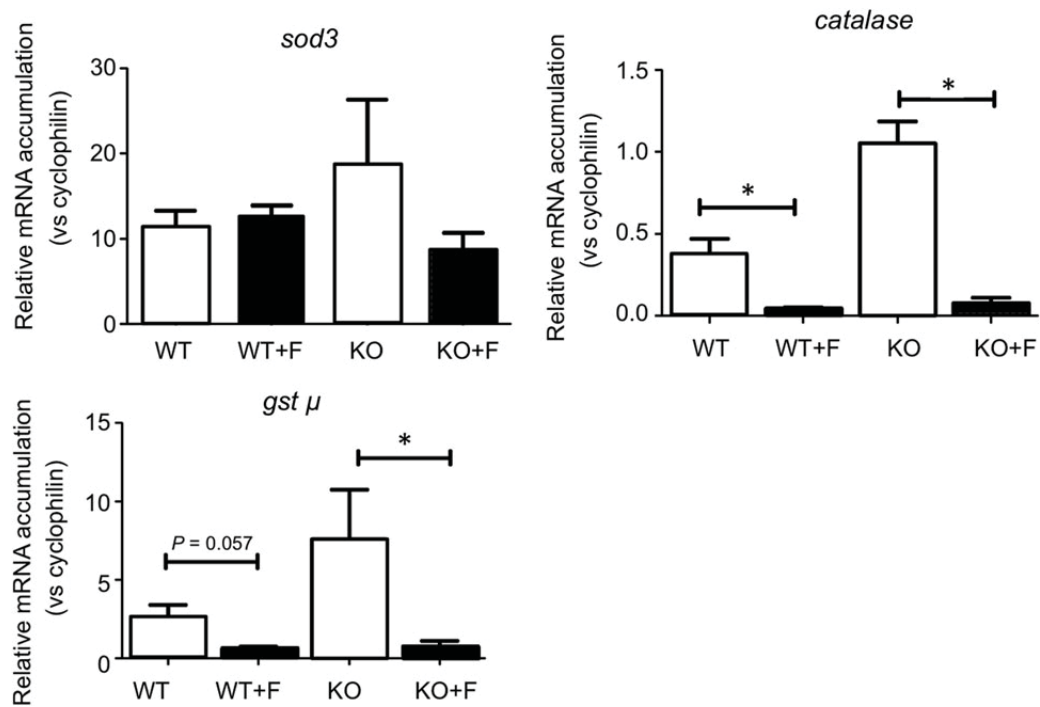 sod3
Relative mRNA accumulation
(vs cyclophilin)
30
20
10
0
WT WT+F KO KO+F
catalase
Relative mRNA accumulation
(vs cyclophilin)
1.5
1.0
0.5
0.0
*
*
WT WT+F KO KO+F
gst μ
Relative mRNA accumulation
(vs cyclophilin)
15
10
5
0
P = 0.057
*
WT WT+F KO KO+F